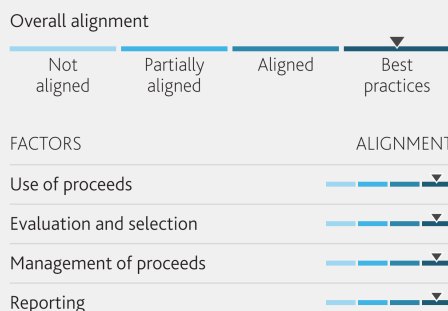 Overall alignment
Not aligned
Partially aligned
Aligned
Best practices
FACTORS
ALIGNMENT
Use of proceeds
Evaluation and selection
Management of proceeds
Reporting